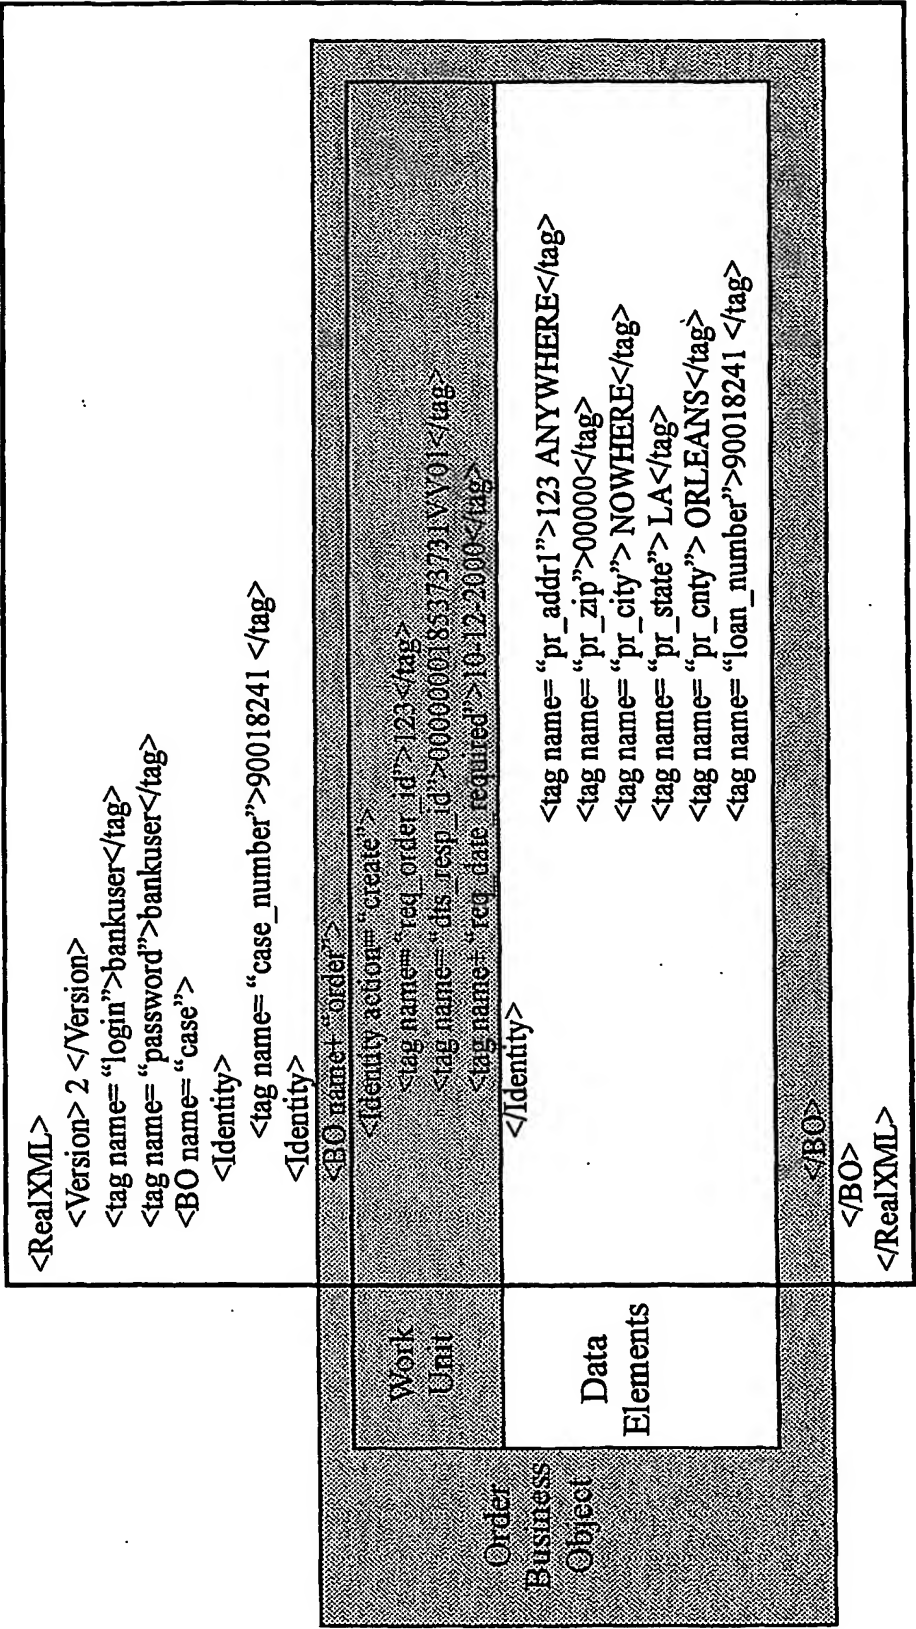 <RealXML>
<Version> 2 </Version>
<tag name= “login”>bankuser</tag>
<tag name= “password”>bankuser</tag>
<BO name= “case”>
<Identity>
<tag name= “case_number”>90018241 </tag>
<Identity>
<BO name+ “order”>
<Identity action= “create”>
<tag name= “req_order id”>123</tag>
<tag name= “dts_resp_id”>0000000185373731VY01</tag>
<tag name+ “req_date_required”>10-12-2000</tag>
</Identity>
<tag name= “pr_addr1”>123 ANYWHERE</tag>
<tag name= “pr_zip”>00000</tag>
<tag name= “pr_city”> NOWHERE</tag>
<tag name= “pr_state”> LA</tag>
<tag name= “pr_cnty”> ORLEANS</tag>
<tag name= “loan_number”>90018241 </tag>
</BO>
</BO>
</RealXML>
Work
Unit
Data
Elements
Order
Business
Object